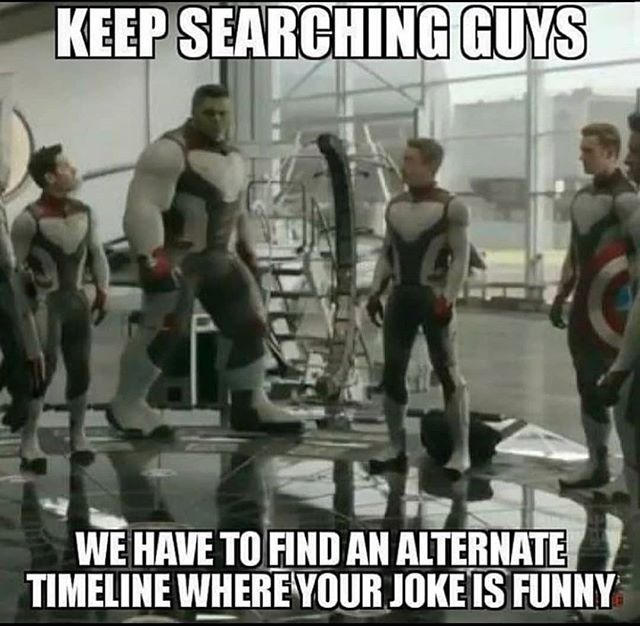 KEEP SEARCHING GUYS
WE HAVE TO FIND AN ALTERNATE
TIMELINE WHERE YOUR JOKE IS FUNNY